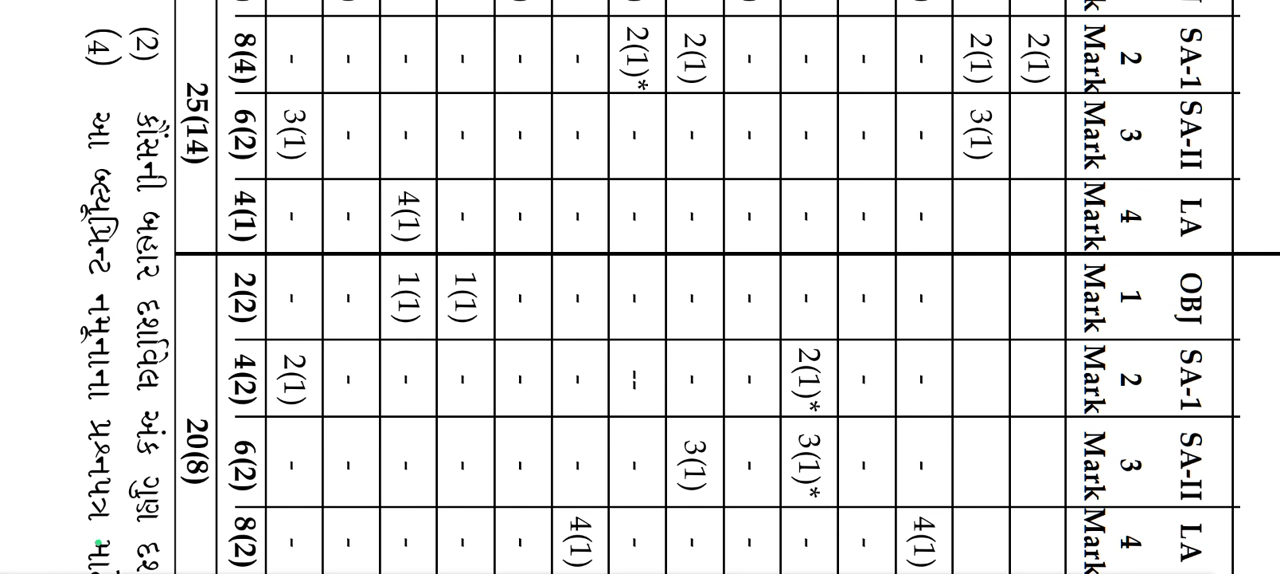 SA-1 SA-II LA OBJ SA-1 SA-II LA
2 3 4 1 2 3 4
Mark Mark Mark Mark Mark Mark Mark
2(1)
2(1) 3(1)
- - - - - - 4(1)
- - - - - - -
- - - - 2(1)* 3(1)* -
- - - - - - -
2(1) - - - - 3(1) -
2(1)* - - - -- - -
- - - - - - 4(1)
- - - - - - -
- - - 1(1) - - -
- - 4(1) 1(1) - - -
- - - - - - -
- 3(1) - - 2(1) - -
8(4) 6(2) 4(1) 2(2) 4(2) 6(2) 8(2)
25(14) 20(8)
(2) કૌંસની બહાર દર્શાવેલ અંક ગુણ
(4) આ બ્લ્યૂપ્રિન્ટ નમૂનાના પ્રશ્નપત્ર